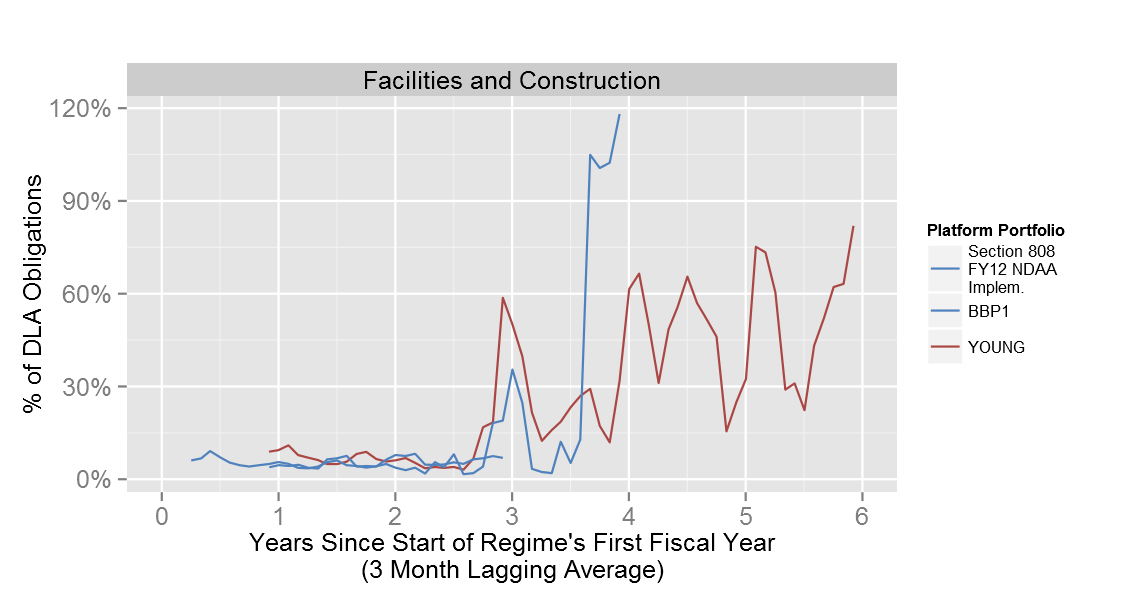 Facilities and Construction
120%
90%
60%
30%
0%
% of DLA Obligations
0 1 2 3 4 5 6
Years Since Start of Regime's First Fiscal Year
(3 Month Lagging Average)
Platform Portfolio
Section 808
FY12 NDAA
Implem.
BBP1
YOUNG